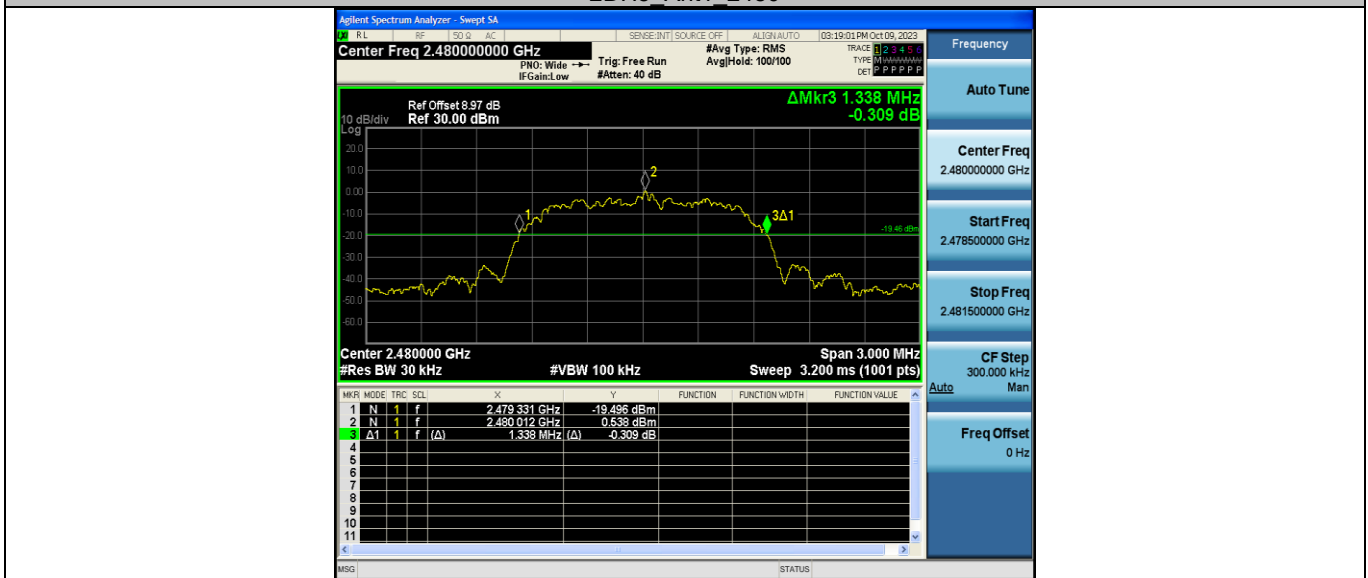 Agilent Spectrum Analyzer - Swept SA
RL RF 50 Ω AC SENSE:INT SOURCE OFF ALIGN AUTO 03:19:01 PM Oct 09, 2023
Center Freq 2.480000000 GHz
PNO: Wide
IFGain:Low
Trig: Free Run
#Atten: 40 dB
#Avg Type: RMS
Avg|Hold: 100/100
TRACE 1 2 3 4 5 6
TYPE M
DET P P P P P P
Frequency
Auto Tune
Center Freq
2.480000000 GHz
Start Freq
2.478500000 GHz
Stop Freq
2.481500000 GHz
CF Step
300.000 kHz
Auto Man
Freq Offset
0 Hz
ΔMkr3 1.338 MHz
-0.309 dB
Ref Offset 8.97 dB
10 dB/div Ref 30.00 dBm
Log
20.0
10.0
0.00
-10.0
-20.0
-30.0
-40.0
-50.0
-60.0
1
2
3Δ1
-19.46 dBm
Center 2.480000 GHz Span 3.000 MHz
#Res BW 30 kHz #VBW 100 kHz Sweep 3.200 ms (1001 pts)
MKR MODE TRC SCL X Y FUNCTION FUNCTION WIDTH FUNCTION VALUE
1 N 1 f 2.479 331 GHz -19.496 dBm
2 N 1 f 2.480 012 GHz 0.538 dBm
3 Δ1 1 f (Δ) 1.338 MHz (Δ) -0.309 dB
4
5
6
7
8
9
10
11
MSG STATUS